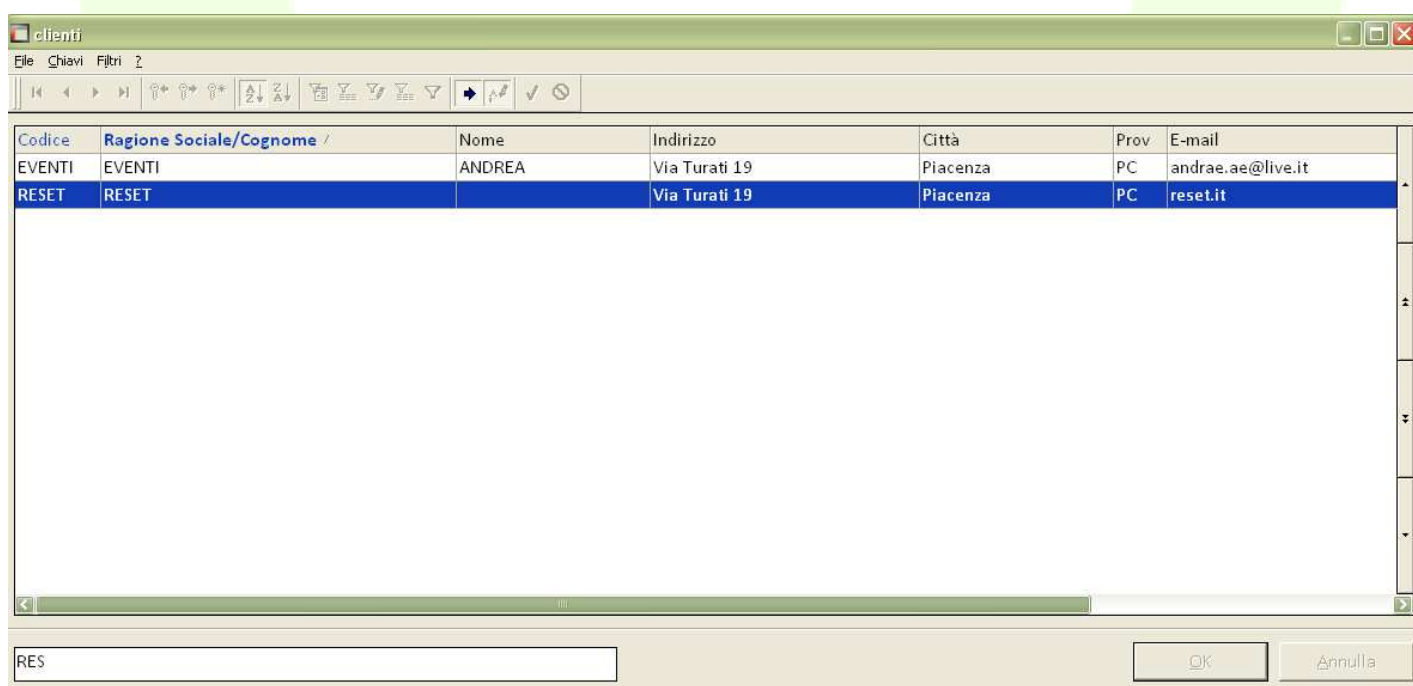 clienti
File Chiavi Filtri ?
Codice Ragione Sociale/Cognome / Nome Indirizzo Città Prov E-mail
EVENTI EVENTI ANDREA Via Turati 19 Piacenza PC andrae.ae@live.it
RESET RESET Via Turati 19 Piacenza PC reset.it
RES OK Annulla